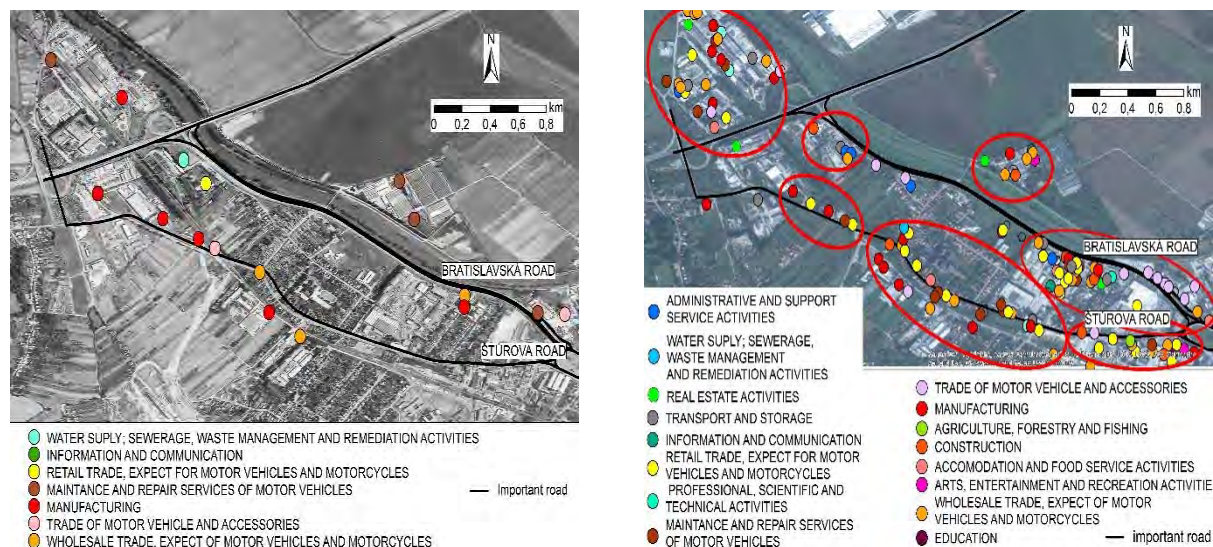 N
km
0 0,2 0,4 0,6 0,8
BRATISLAVSKÁ ROAD
ŠTÚROVA ROAD
WATER SUPLY; SEWERAGE, WASTE MANAGEMENT AND REMEDIATION ACTIVITIES
INFORMATION AND COMMUNICATION
RETAIL TRADE, EXPECT FOR MOTOR VEHICLES AND MOTORCYCLES
MAINTANCE AND REPAIR SERVICES OF MOTOR VEHICLES
MANUFACTURING
TRADE OF MOTOR VEHICLE AND ACCESSORIES
WHOLESALE TRADE, EXPECT OF MOTOR VEHICLES AND MOTORCYCLES
Important road
N
km
0 0,2 0,4 0,6 0,8
BRATISLAVSKÁ ROAD
ŠTÚROVA ROAD
ADMINISTRATIVE AND SUPPORT
SERVICE ACTIVITIES
WATER SUPLY; SEWERAGE,
WASTE MANAGEMENT
AND REMEDIATION ACTIVITIES
REAL ESTATE ACTIVITIES
TRANSPORT AND STORAGE
INFORMATION AND COMMUNICATION
RETAIL TRADE, EXPECT FOR MOTOR
VEHICLES AND MOTORCYCLES
PROFESSIONAL, SCIENTIFIC AND
TECHNICAL ACTIVITIES
MAINTANCE AND REPAIR SERVICES
OF MOTOR VEHICLES
TRADE OF MOTOR VEHICLE AND ACCESSORIES
MANUFACTURING
AGRICULTURE, FORESTRY AND FISHING
CONSTRUCTION
ACCOMODATION AND FOOD SERVICE ACTIVITIES
ARTS, ENTERTAINMENT AND RECREATION ACTIVITIE
WHOLESALE TRADE, EXPECT OF MOTOR
VEHICLES AND MOTORCYCLES
EDUCATION
important road